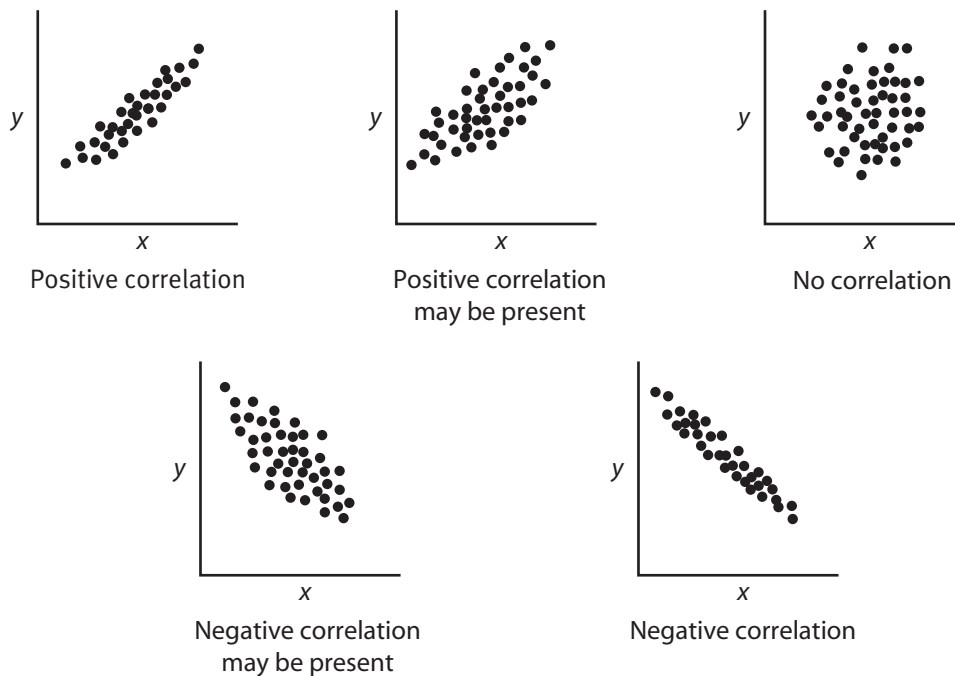 y
x
Positive correlation
y
x
Positive correlation
may be present
y
x
No correlation
y
x
Negative correlation
may be present
y
x
Negative correlation